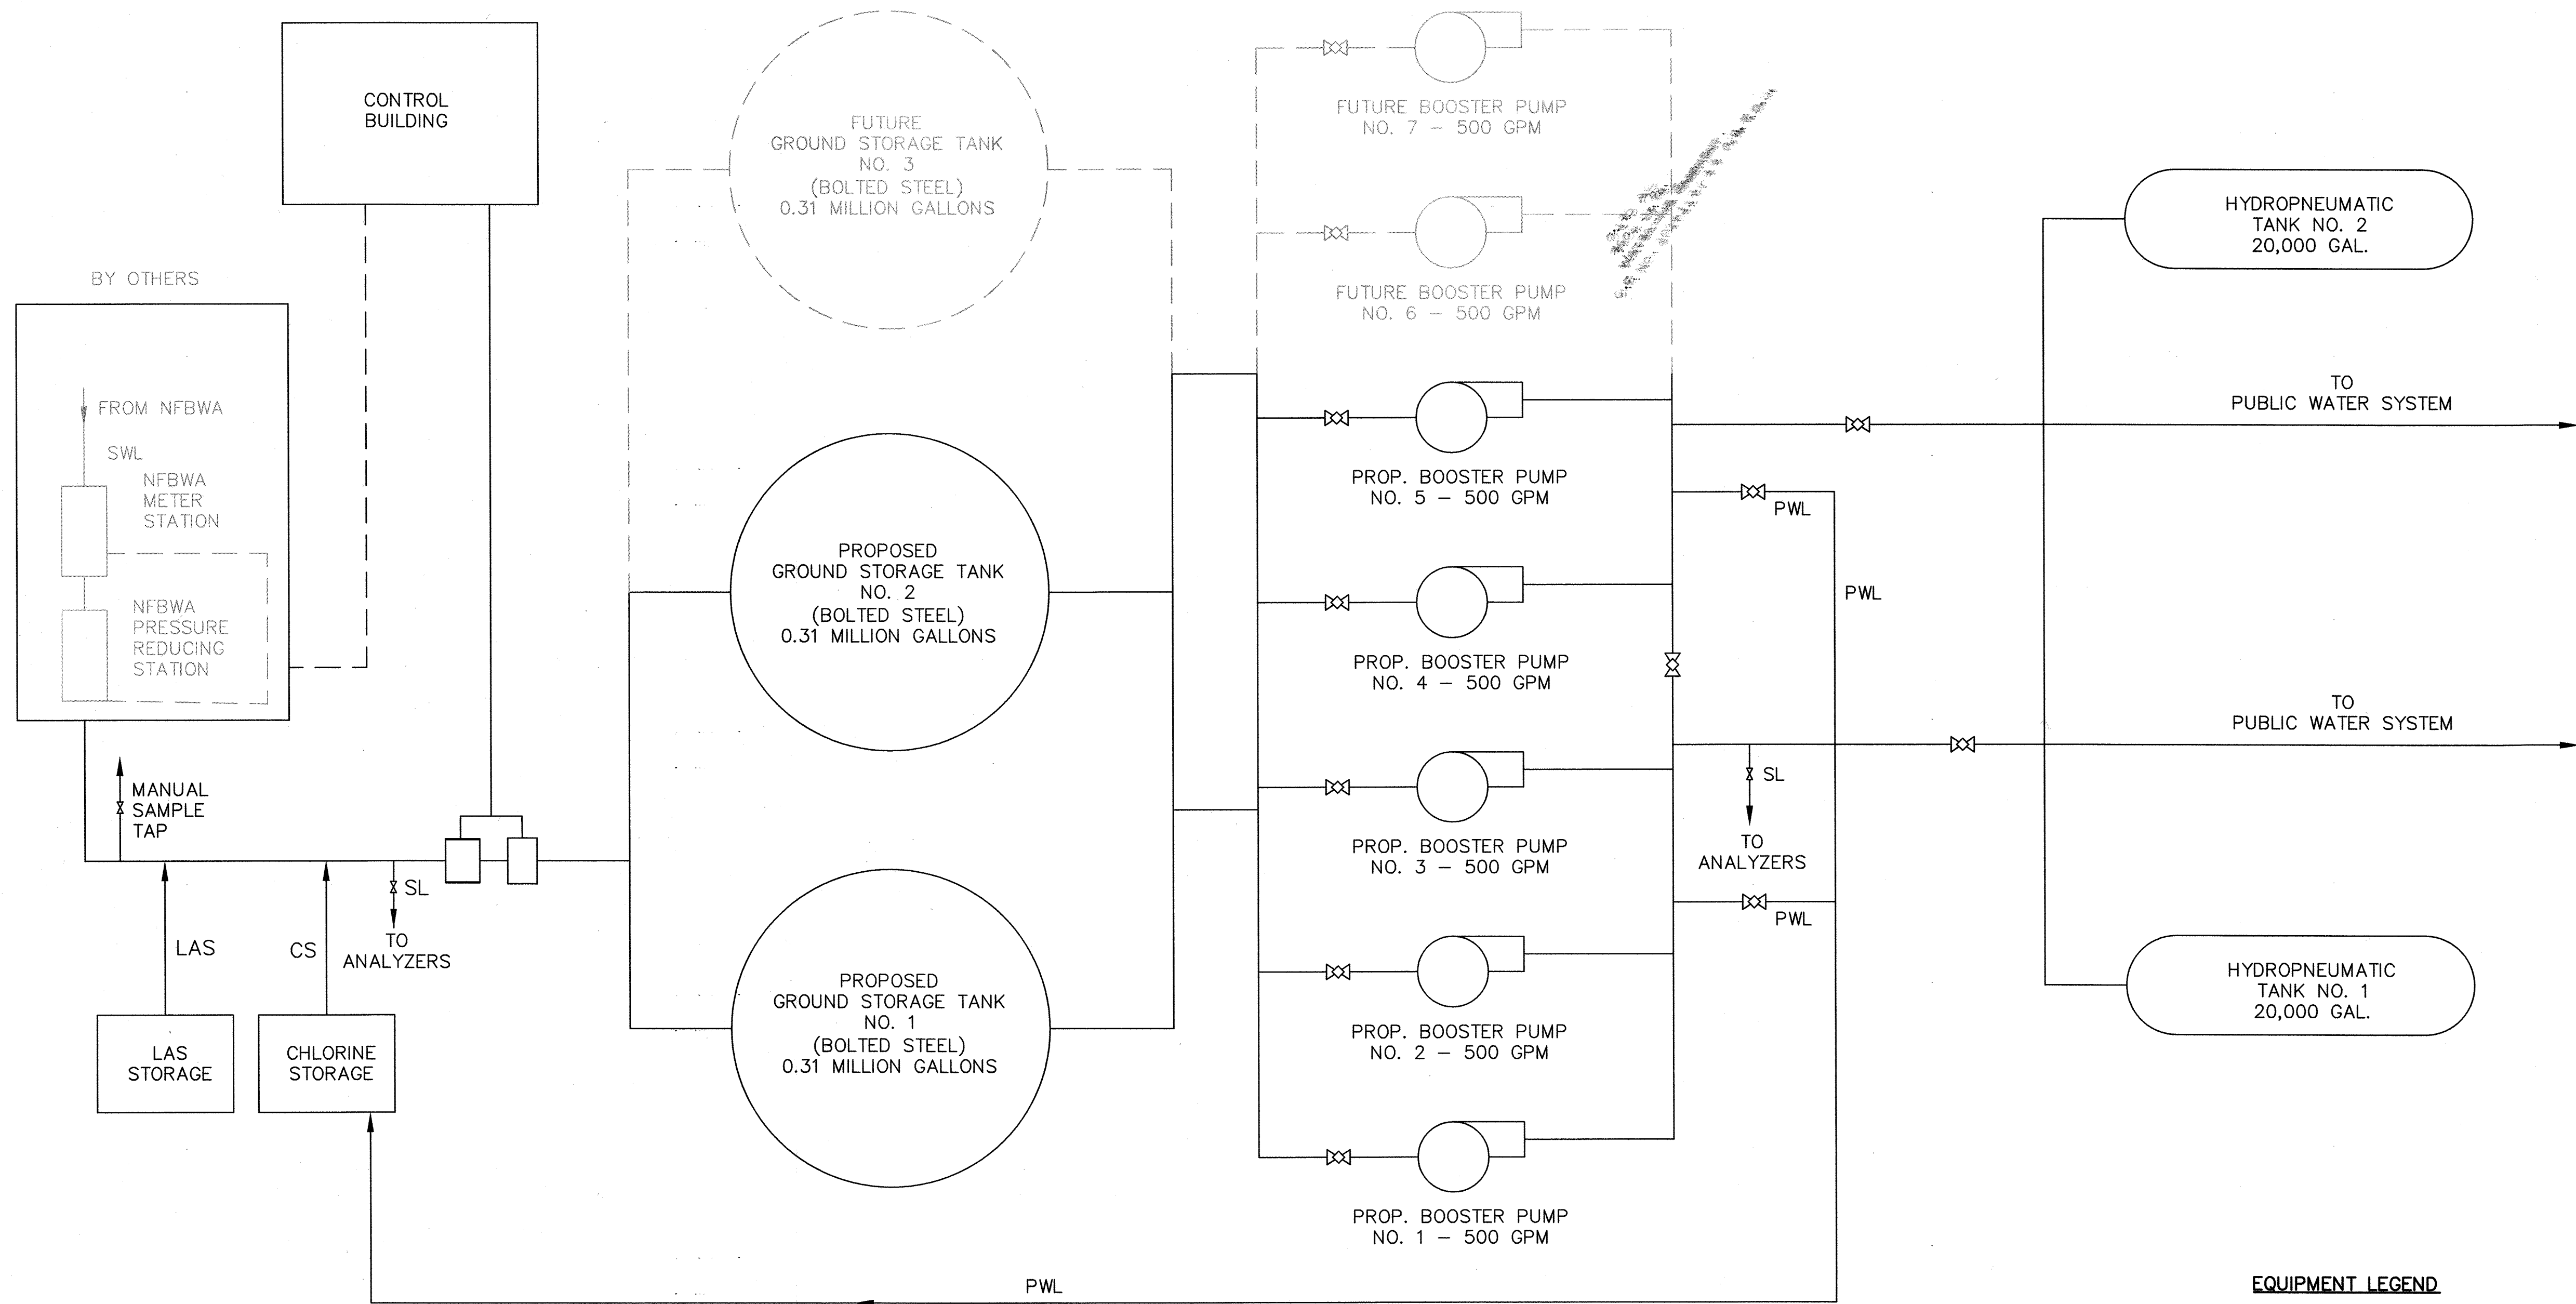 CONTROL
BUILDING
BY OTHERS
FROM NFBWA
SWL
NFBWA
METER
STATION
NFBWA
PRESSURE
REDUCING
STATION
MANUAL
SAMPLE
TAP
SL
TO
ANALYZERS
LAS
CS
LAS
STORAGE
CHLORINE
STORAGE
FUTURE
GROUND STORAGE TANK
NO. 3
(BOLTED STEEL)
0.31 MILLION GALLONS
PROPOSED
GROUND STORAGE TANK
NO. 2
(BOLTED STEEL)
0.31 MILLION GALLONS
PROPOSED
GROUND STORAGE TANK
NO. 1
(BOLTED STEEL)
0.31 MILLION GALLONS
FUTURE BOOSTER PUMP
NO. 7 – 500 GPM
FUTURE BOOSTER PUMP
NO. 6 – 500 GPM
PROP. BOOSTER PUMP
NO. 5 – 500 GPM
PROP. BOOSTER PUMP
NO. 4 – 500 GPM
PROP. BOOSTER PUMP
NO. 3 – 500 GPM
PROP. BOOSTER PUMP
NO. 2 – 500 GPM
PROP. BOOSTER PUMP
NO. 1 – 500 GPM
PWL
PWL
SL
TO
ANALYZERS
PWL
PWL
HYDROPNEUMATIC
TANK NO. 2
20,000 GAL.
TO
PUBLIC WATER SYSTEM
TO
PUBLIC WATER SYSTEM
HYDROPNEUMATIC
TANK NO. 1
20,000 GAL.
EQUIPMENT LEGEND